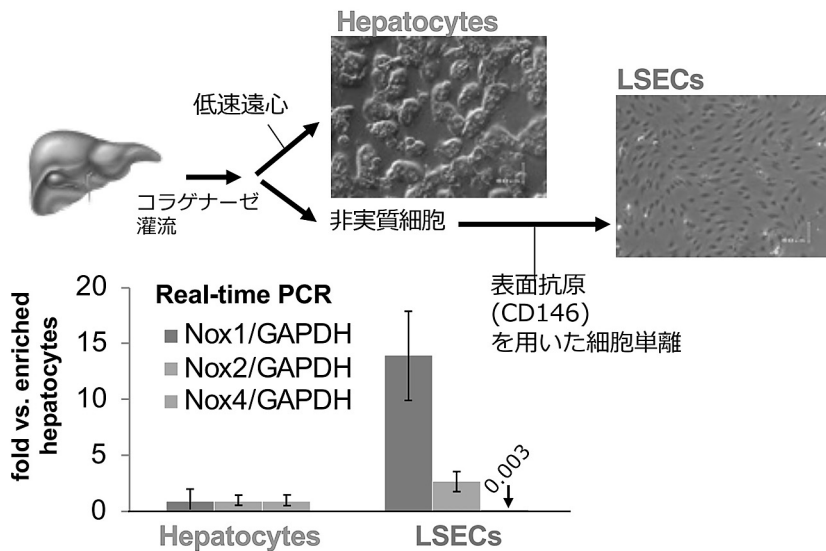 Hepatocytes
LSECs
低速遠心
コラゲナーゼ
灌流
非実質細胞
表面抗原
(CD146)
を用いた細胞単離
Real-time PCR
Nox1/GAPDH
Nox2/GAPDH
Nox4/GAPDH
fold vs. enriched
hepatocytes
20
15
10
5
0
0.003
Hepatocytes
LSECs